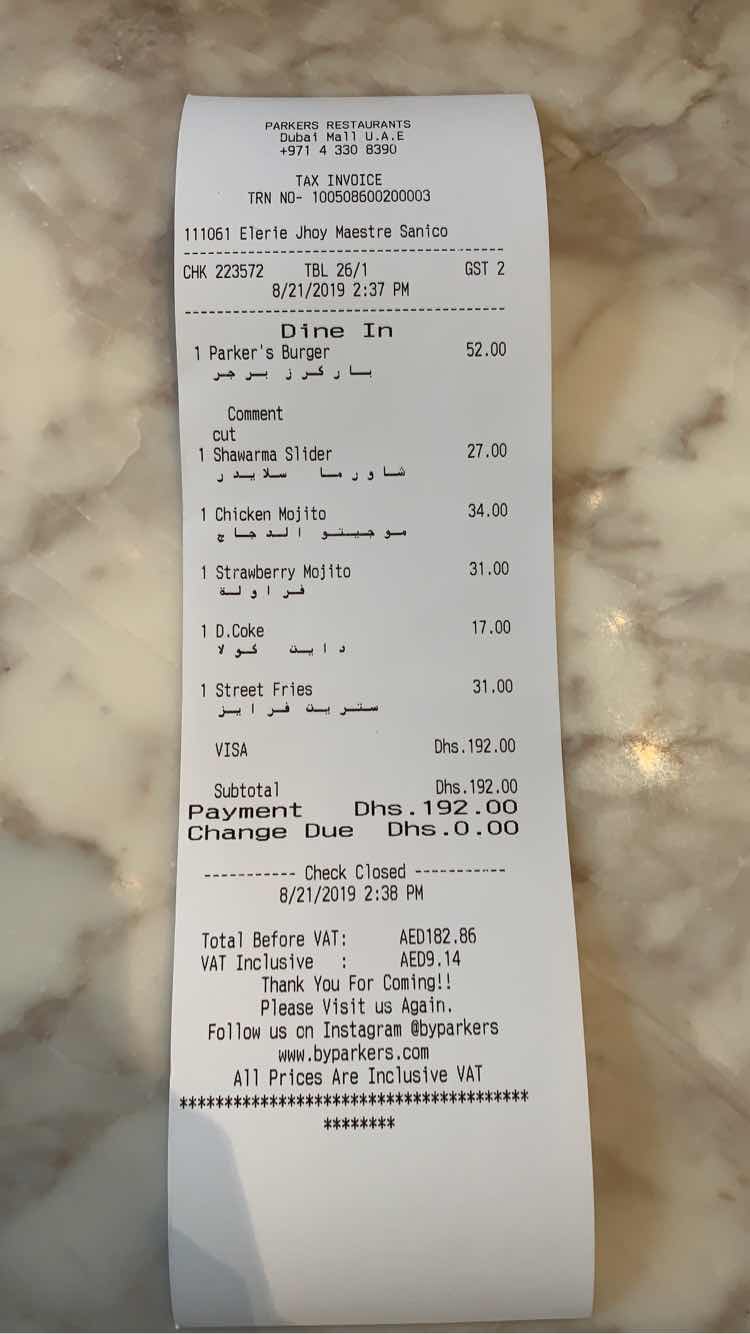 PARKERS RESTAURANTS
Dubai Mall U.A.E
+971 4 330 8390
TAX INVOICE
TRN NO- 100508600200003
111061 Elerie Jhoy Maestre Sanico
----------------------------------------
CHK 223572 TBL 26/1 GST 2
8/21/2019 2:37 PM
----------------------------------------
Dine In
1 Parker's Burger 52.00
باركرز برجر
Comment
cut
1 Shawarma Slider 27.00
شاورما سلايدر
1 Chicken Mojito 34.00
موجيتو الدجاج
1 Strawberry Mojito 31.00
فراولة
1 D.Coke 17.00
دايت كولا
1 Street Fries 31.00
ستريت فرايز
VISA Dhs.192.00
Subtotal Dhs.192.00
Payment Dhs.192.00
Change Due Dhs.0.00
----------- Check Closed -----------
8/21/2019 2:38 PM
Total Before VAT: AED182.86
VAT Inclusive : AED9.14
Thank You For Coming!!
Please Visit us Again.
Follow us on Instagram @byparkers
www.byparkers.com
All Prices Are Inclusive VAT
***************************************
********